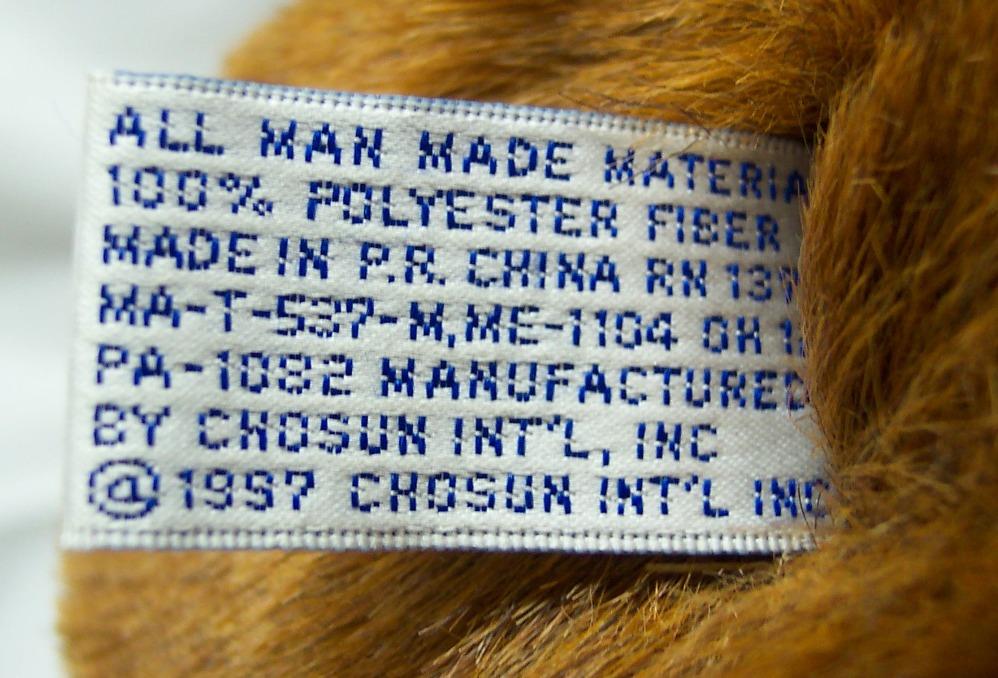 ALL MAN MADE MATERIA
100% POLYESTER FIBER
MADE IN P.R. CHINA RN
MA-T-537-M,ME-1104 OH
PA-1082 MANUFACTURED
BY CHOSUN INT'L, INC
© 1997 CHOSUN INT'L INC